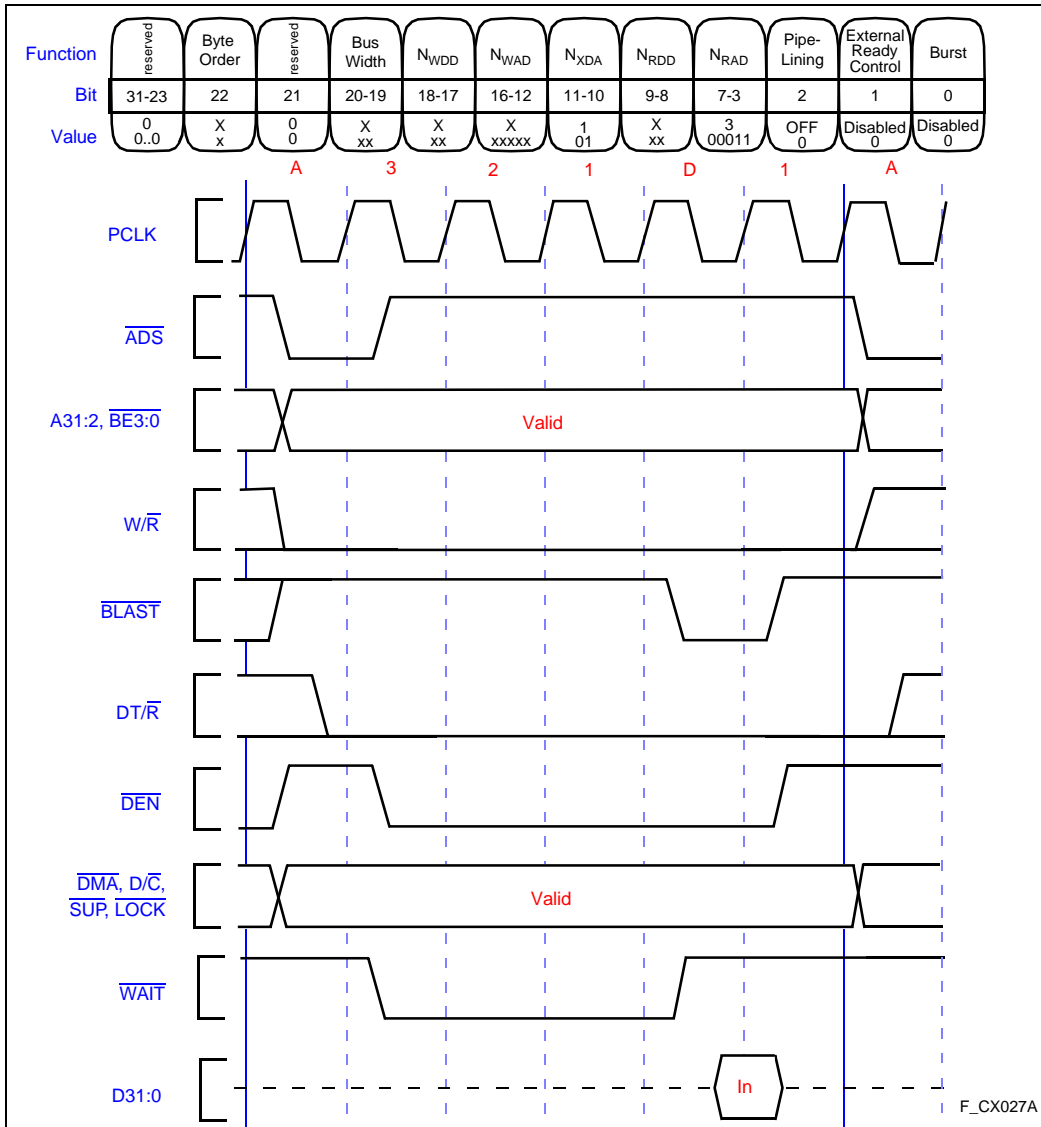 Function reserved Byte Order reserved Bus Width NWDD NWAD NXDA NRDD NRAD Pipe-Lining External Ready Control Burst
Bit 31-23 22 21 20-19 18-17 16-12 11-10 9-8 7-3 2 1 0
Value 0 X 0 X X X 1 X 3 OFF Disabled Disabled
0..0 x 0 xx xx xxxxx 01 xx 00011 0 0 0
A 3 2 1 D 1 A
PCLK
ADS
A31:2, BE3:0 Valid
W/R
BLAST
DT/R
DEN
DMA, D/C,
SUP, LOCK Valid
WAIT
D31:0 In
F_CX027A